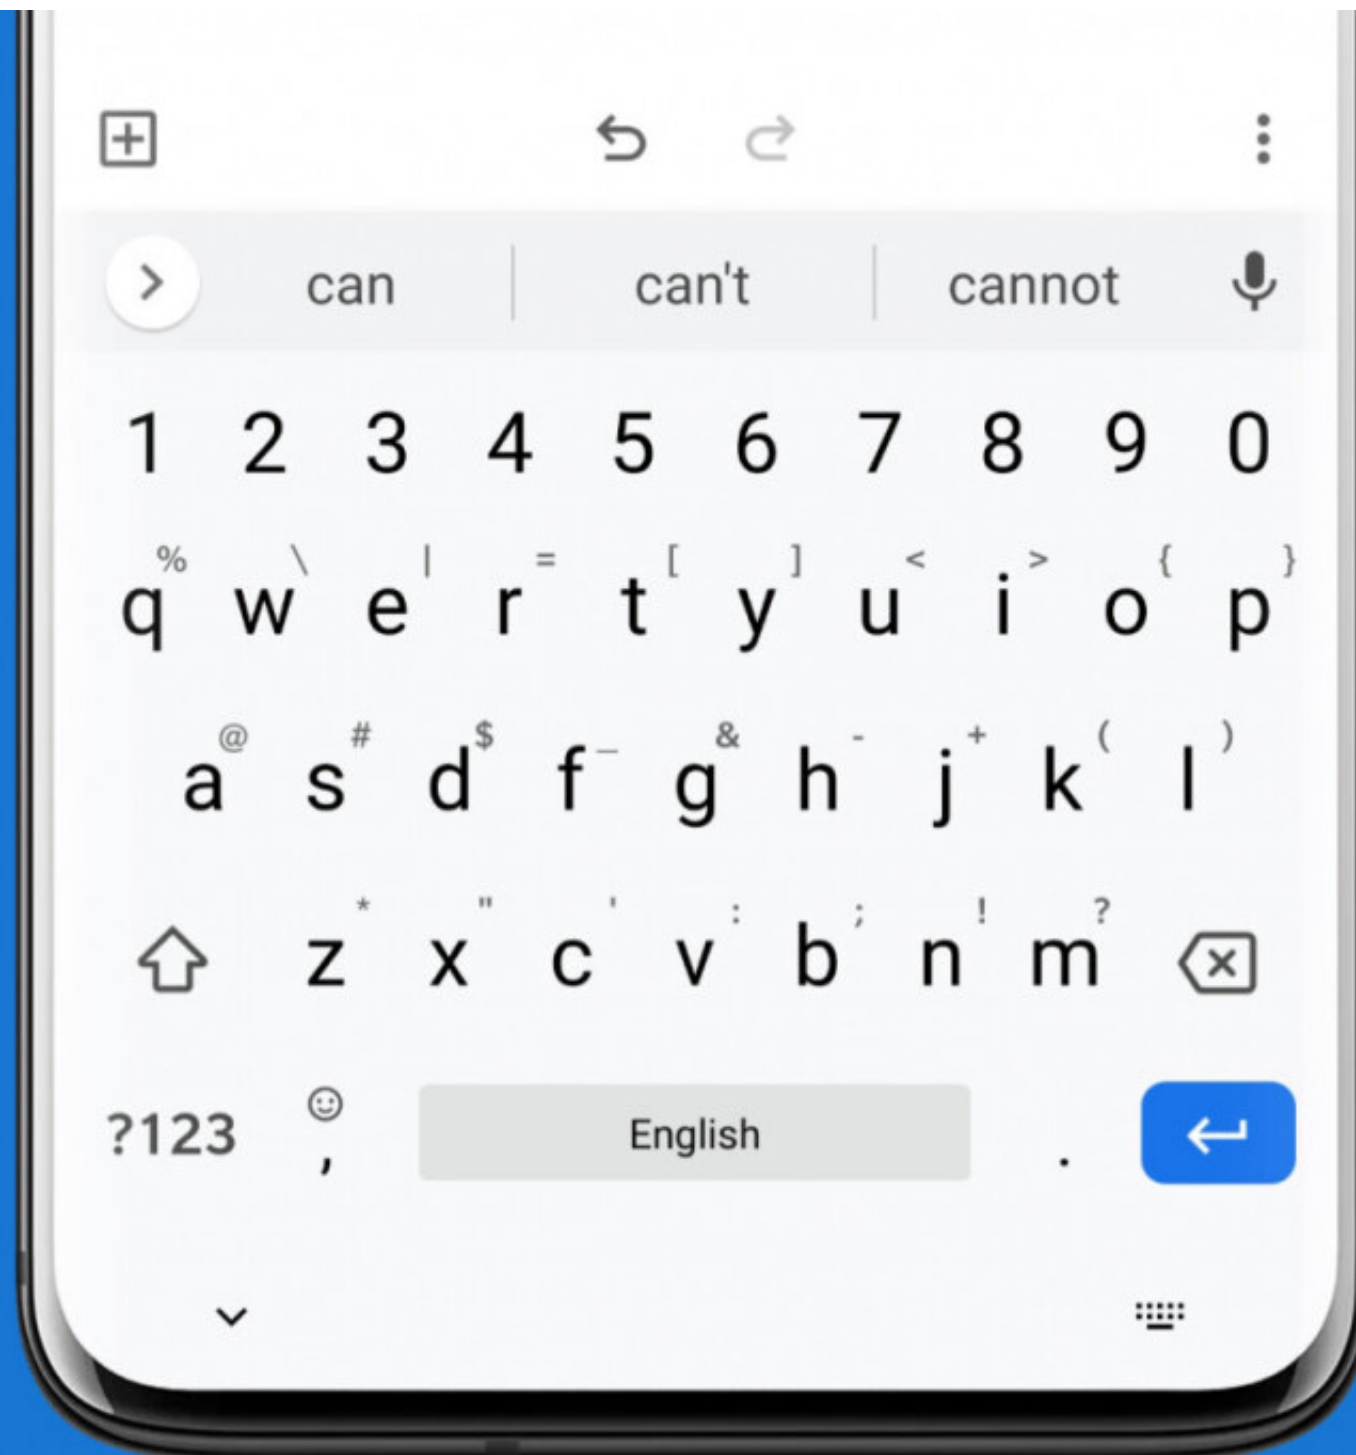 can can't cannot
1 2 3 4 5 6 7 8 9 0
% \ | = [ ] < > { }
q w e r t y u i o p
@ # $ _ & - + ( )
a s d f g h j k l
* " ' : ; ! ?
z x c v b n m
?123 , English .